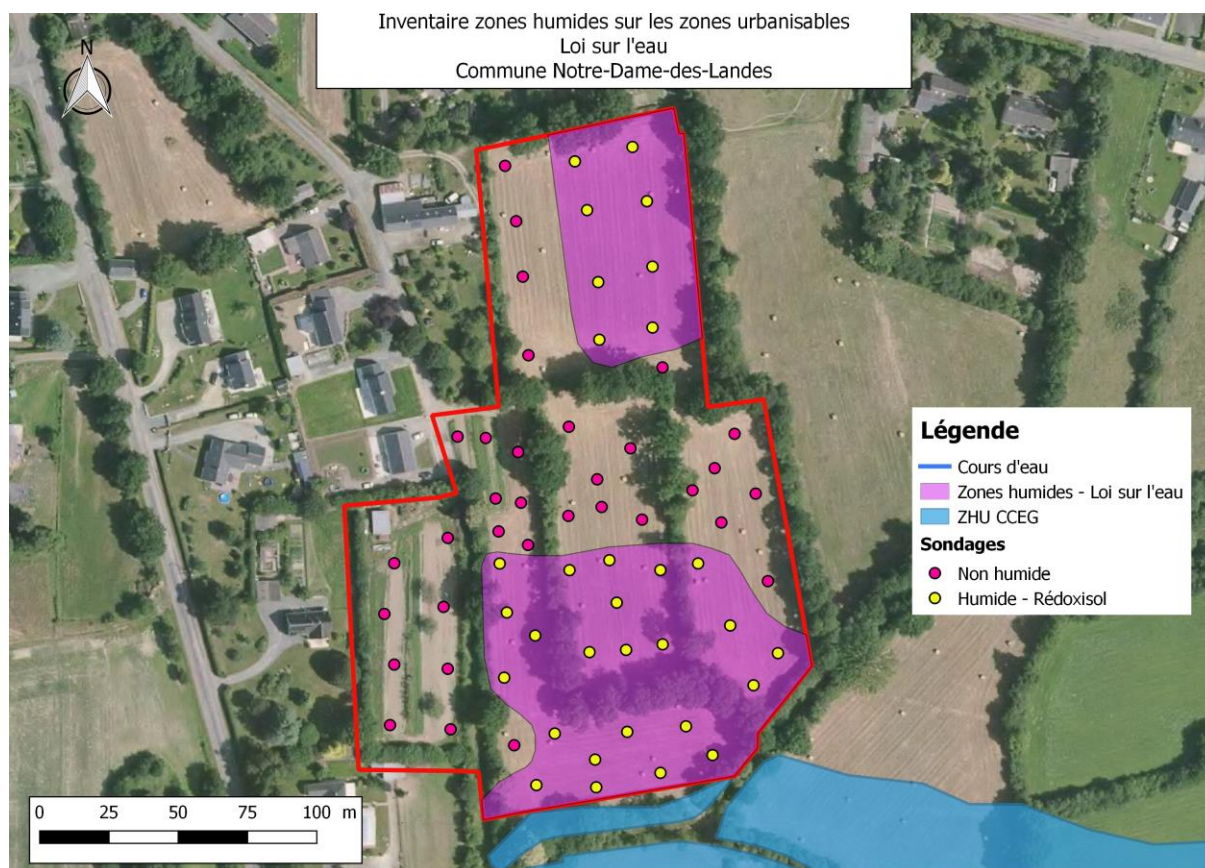 Inventaire zones humides sur les zones urbanisables
Loi sur l'eau
Commune Notre-Dame-des-Landes
N
Légende
Cours d'eau
Zones humides - Loi sur l'eau
ZHU CCEG
Sondages
Non humide
Humide - Rédoxisol
0 25 50 75 100 m